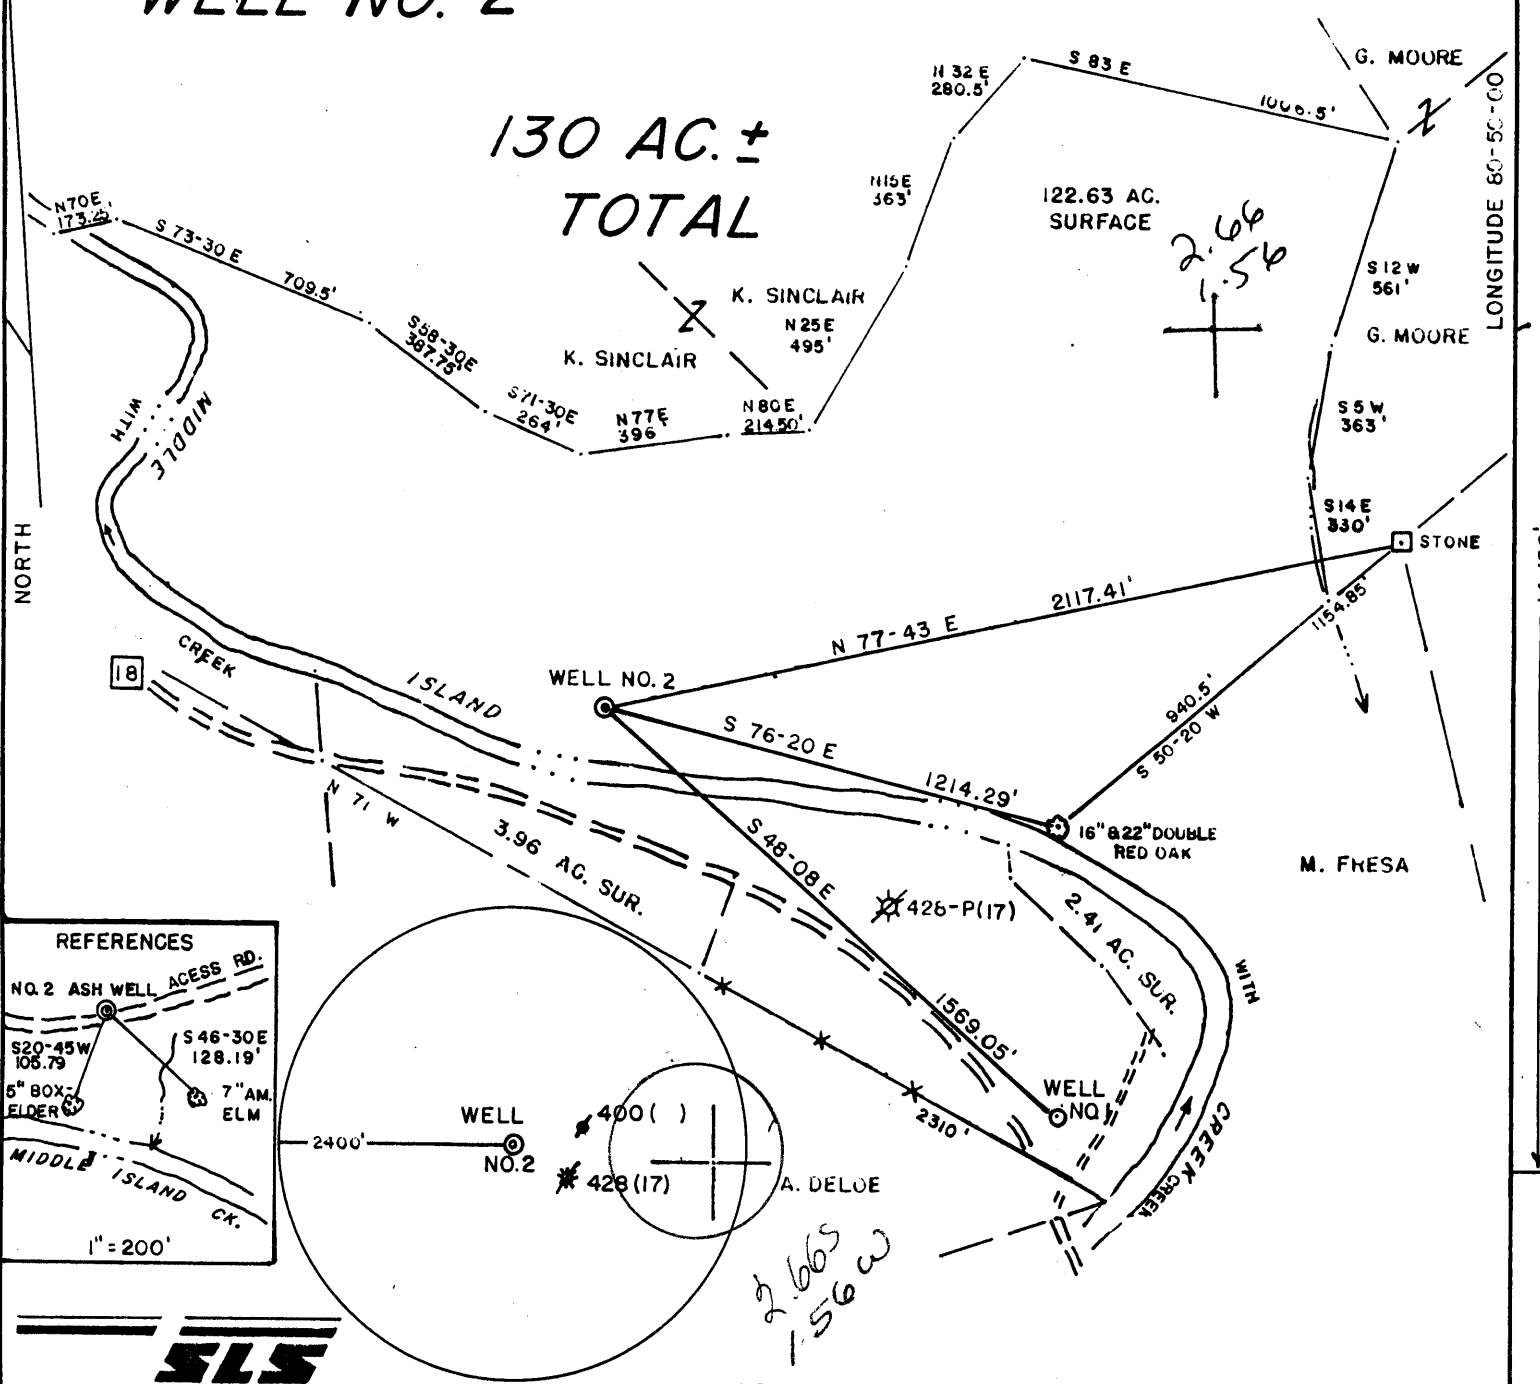 WELL NO. 2
G. MOORE
N 32 E
280.5'
S 83 E
LONGITUDE 80-50-00
130 AC. ±
TOTAL
N15E
363'
122.63 AC.
SURFACE
2.66
1.56
N70E
173.25'
S 73-30 E
709.5'
S 12 W
561'
K. SINCLAIR
N 25 E
495'
G. MOORE
S58-30E
387.75'
K. SINCLAIR
S71-30E
264'
N77E
396'
N 80 E
214.50'
S 5 W
363'
WITH
MIDDLE
NORTH
S14E
330'
STONE
2117.41'
N 77-43 E
1154.85'
CREEK
18
ISLAND
WELL NO. 2
940.5'
S 50-20 W
S 76-20 E
1214.29'
N 71 W
3.96 AC. SUR.
S 48-08 E
16" & 22" DOUBLE
RED OAK
M. FRESA
428-P(17)
2.41 AC. SUR.
WITH
REFERENCES
NO. 2 ASH WELL
ACESS RD.
S20-45W
105.79
S 46-30 E
128.19'
5" BOX-
ELDER
7" AM.
ELM
MIDDLE ISLAND CK.
1" = 200'
1569.05'
WELL
NO. 1
2310'
CREEK
CREEK
WELL
NO. 2
2400'
400 ( )
428 (17)
A. DELOE
2.66 S
1.56 W
SLS